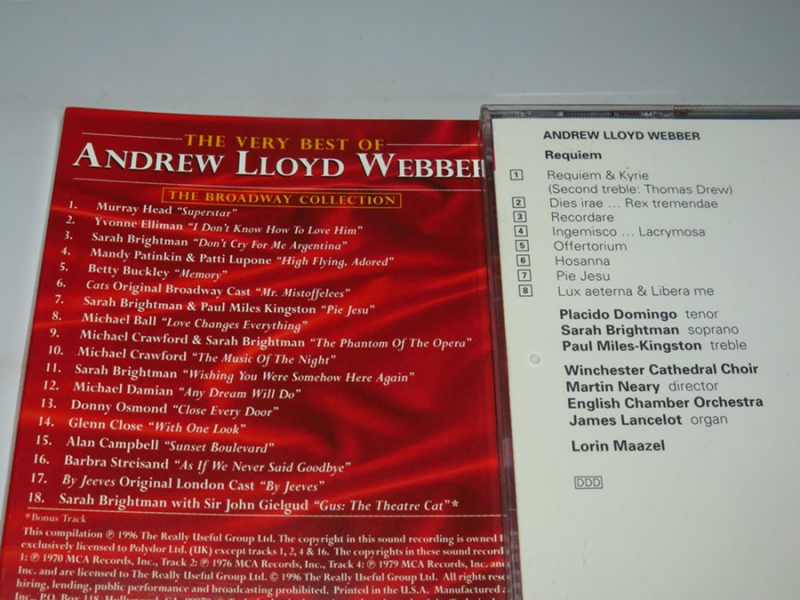 THE VERY BEST OF
ANDREW LLOYD WEBBER
THE BROADWAY COLLECTION
1. Murray Head "Superstar"
2. Yvonne Elliman "I Don't Know How To Love Him"
3. Sarah Brightman "Don't Cry For Me Argentina"
4. Mandy Patinkin & Patti Lupone "High Flying, Adored"
5. Betty Buckley "Memory"
6. Cats Original Broadway Cast "Mr. Mistoffelees"
7. Sarah Brightman & Paul Miles Kingston "Pie Jesu"
8. Michael Ball "Love Changes Everything"
9. Michael Crawford & Sarah Brightman "The Phantom Of The Opera"
10. Michael Crawford "The Music Of The Night"
11. Sarah Brightman "Wishing You Were Somehow Here Again"
12. Michael Damian "Any Dream Will Do"
13. Donny Osmond "Close Every Door"
14. Glenn Close "With One Look"
15. Alan Campbell "Sunset Boulevard"
16. Barbra Streisand "As If We Never Said Goodbye"
17. By Jeeves Original London Cast "By Jeeves"
18. Sarah Brightman with Sir John Gielgud "Gus: The Theatre Cat"*
*Bonus Track
This compilation ℗ 1996 The Really Useful Group Ltd. The copyright in this sound recording is owned
exclusively licensed to Polydor Ltd. (UK) except tracks 1, 2, 4 & 16. The copyrights in these sound
1: ℗ 1970 MCA Records, Inc., Track 2: ℗ 1976 MCA Records, Inc., Track 4: ℗ 1979 MCA Records, Inc.
Inc. and are licensed to The Really Useful Group Ltd. © 1996 The Really Useful Group Ltd. All rights
hiring, lending, public performance and broadcasting prohibited. Printed in the U.S.A. Manufactured
ANDREW LLOYD WEBBER
Requiem
1 Requiem & Kyrie
(Second treble: Thomas Drew)
2 Dies irae ... Rex tremendae
3 Recordare
4 Ingemisco ... Lacrymosa
5 Offertorium
6 Hosanna
7 Pie Jesu
8 Lux aeterna & Libera me
Placido Domingo tenor
Sarah Brightman soprano
Paul Miles-Kingston treble
Winchester Cathedral Choir
Martin Neary director
English Chamber Orchestra
James Lancelot organ
Lorin Maazel
DDD